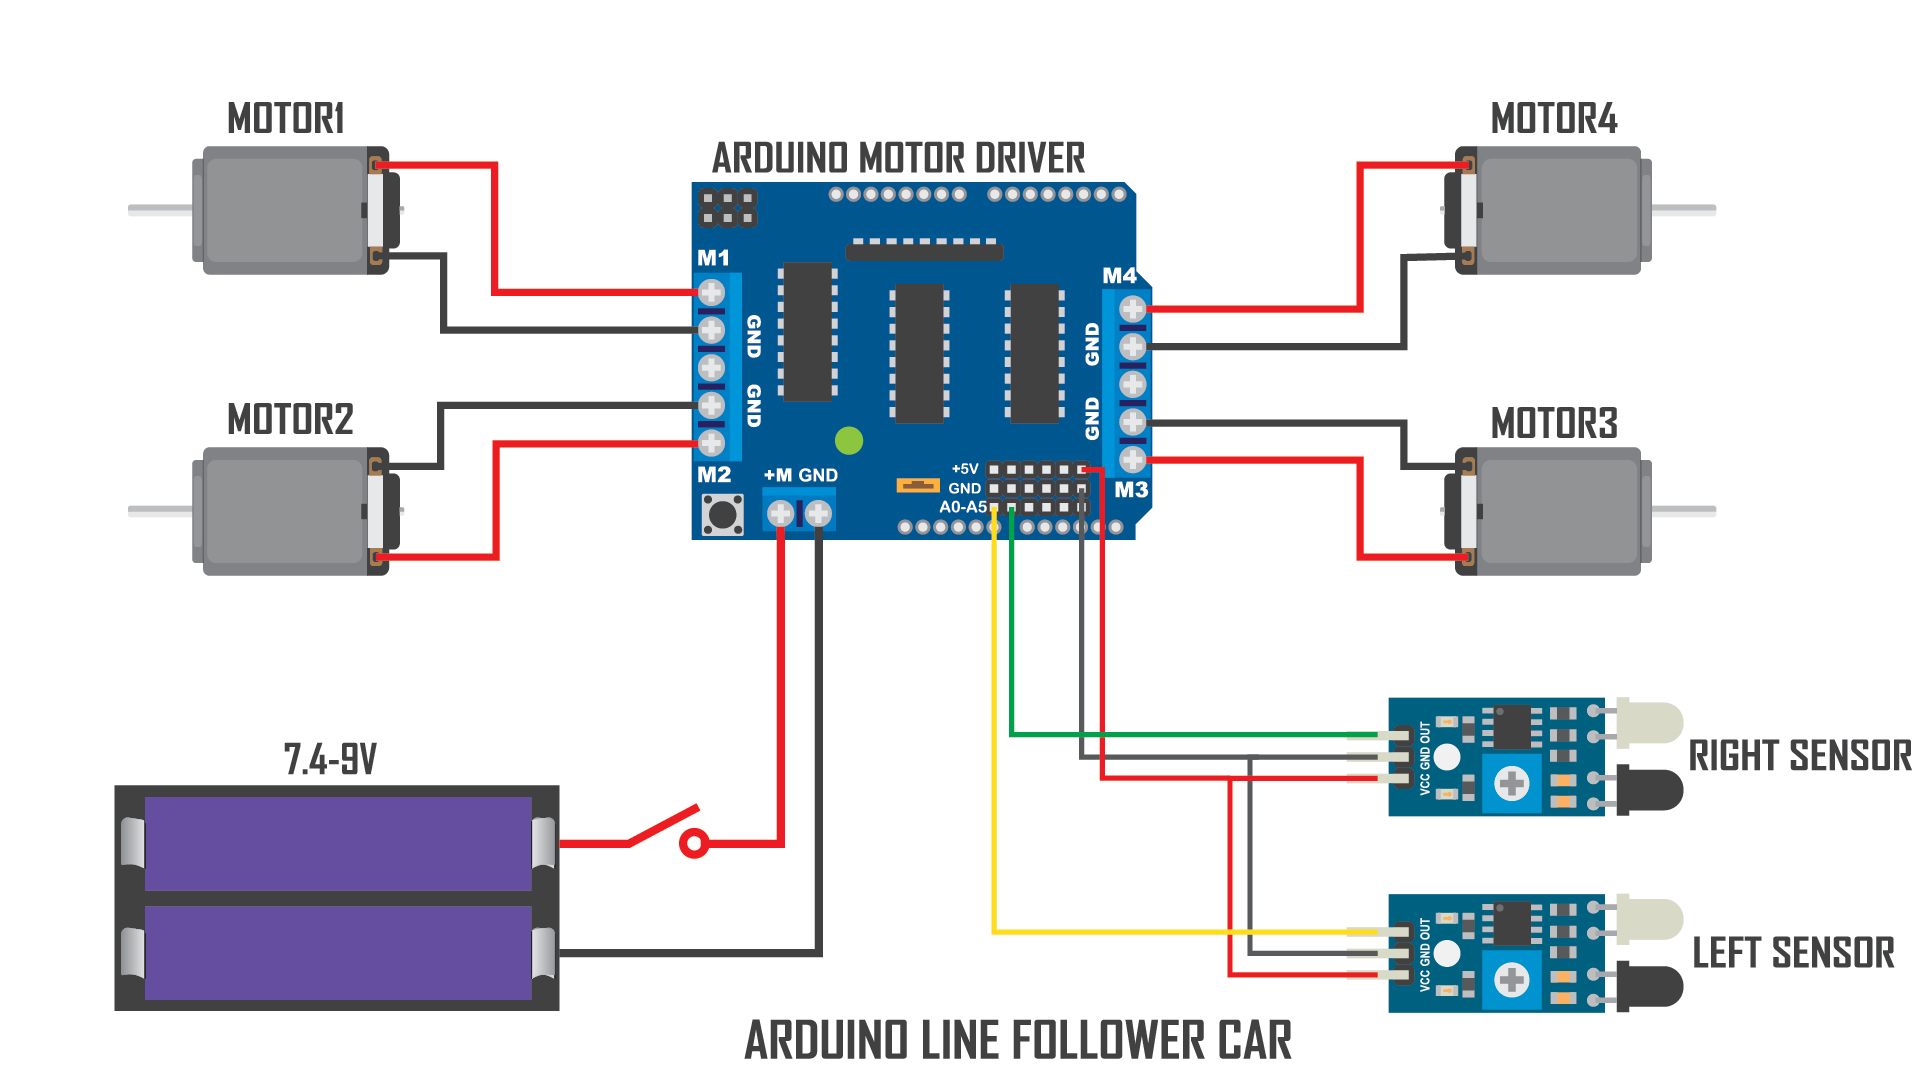 MOTOR1
MOTOR4
ARDUINO MOTOR DRIVER
M1
M4
GND
GND
MOTOR2
GND
GND
MOTOR3
M2
+M GND
+5V
GND
A0-A5
M3
7.4-9V
VCC GND OUT
RIGHT SENSOR
VCC GND OUT
LEFT SENSOR
ARDUINO LINE FOLLOWER CAR